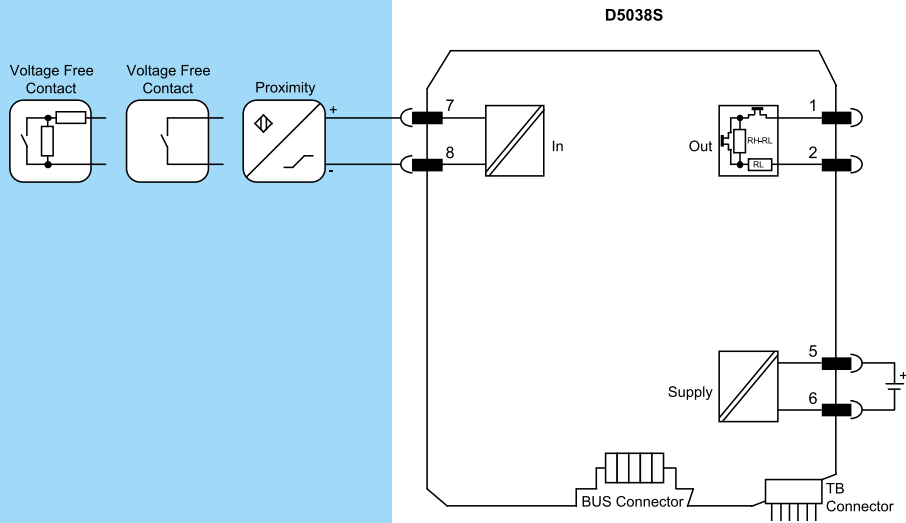 D5038S
Voltage Free
Contact
Voltage Free
Contact
Proximity
+
-
7
8
In
Out
RH-RL
RL
1
2
Supply
5
6
+
BUS Connector
TB
Connector